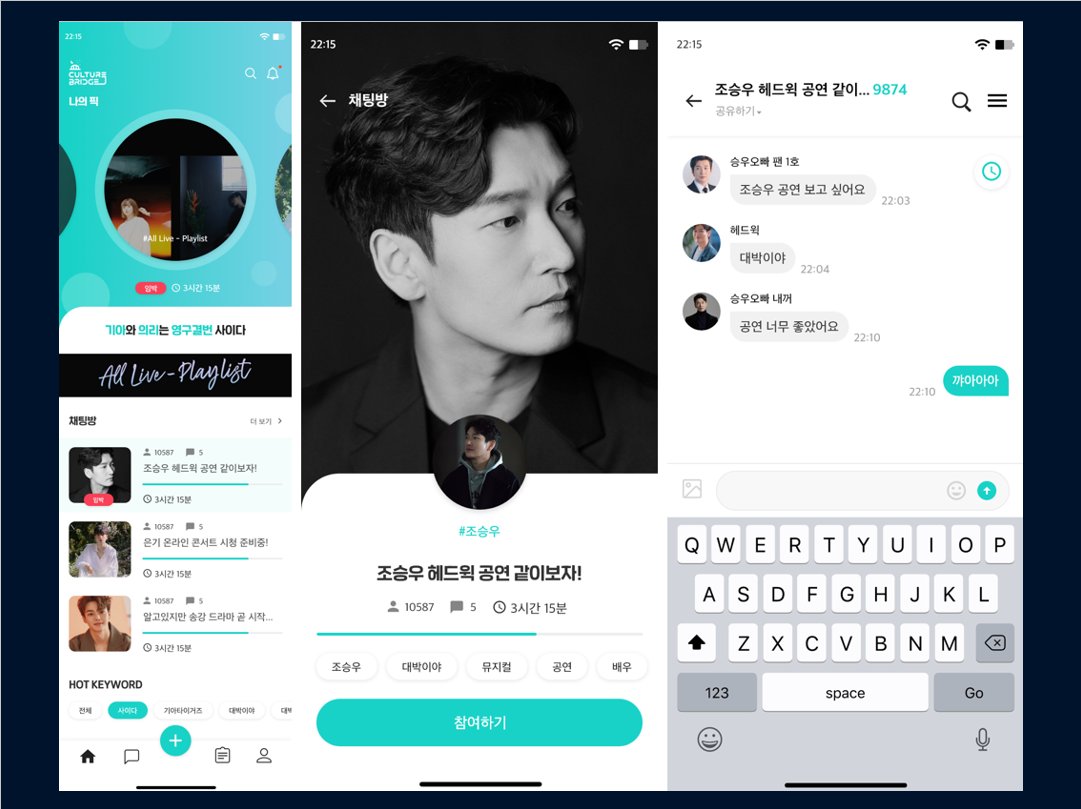 22:15
CULTURE
BRIDGE
나의 픽
#All Live - Playlist
임박
3시간 15분
기아와 의리는 영구결번 사이다
All Live-Playlist
채팅방
더 보기 >
10587 5
조승우 헤드윅 공연 같이보자!
임박
3시간 15분
10587 5
은기 온라인 콘서트 시청 준비중!
3시간 15분
10587 5
알고있지만 송강 드라마 곧 시작...
3시간 15분
HOT KEYWORD
전체 사이다 기아타이거즈 대박이야 대박
22:15
채팅방
#조승우
조승우 헤드윅 공연 같이보자!
10587 5 3시간 15분
조승우 대박이야 뮤지컬 공연 배우
참여하기
22:15
조승우 헤드윅 공연 같이... 9874
공유하기
승우오빠 팬 1호
조승우 공연 보고 싶어요
22:03
헤드윅
대박이야
22:04
승우오빠 내꺼
공연 너무 좋았어요
22:10
22:10 꺄아아아
Q W E R T Y U I O P
A S D F G H J K L
Z X C V B N M
123 space Go